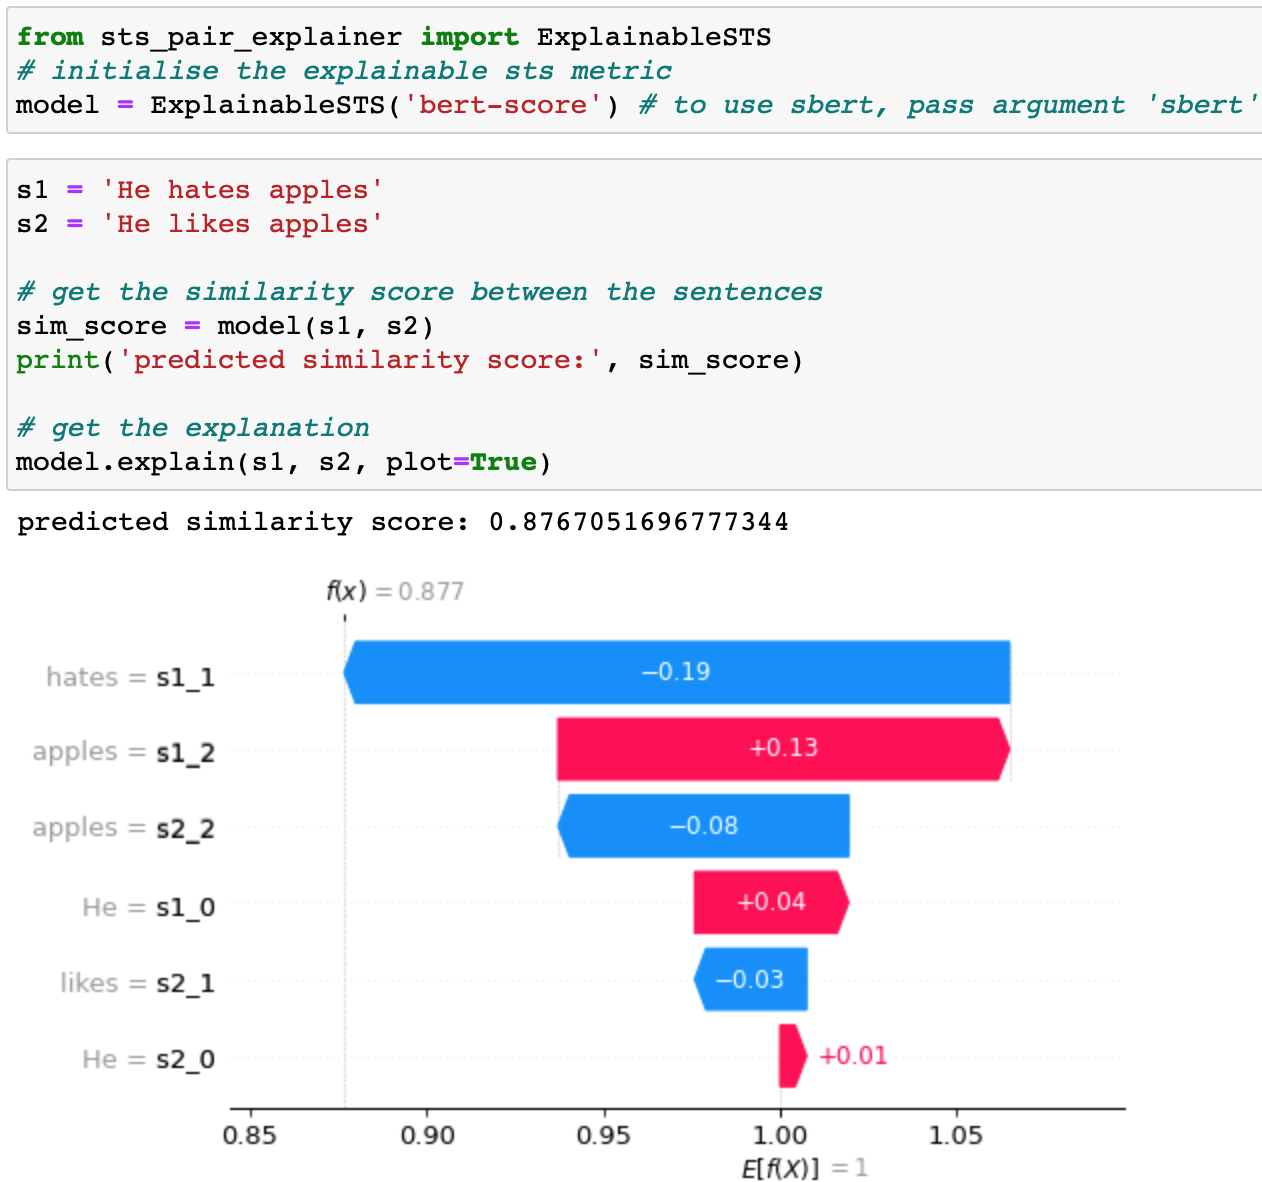 from sts_pair_explainer import ExplainableSTS
# initialise the explainable sts metric
model = ExplainableSTS('bert-score') # to use sbert, pass argument 'sbert'
s1 = 'He hates apples'
s2 = 'He likes apples'
# get the similarity score between the sentences
sim_score = model(s1, s2)
print('predicted similarity score:', sim_score)
# get the explanation
model.explain(s1, s2, plot=True)
predicted similarity score: 0.8767051696777344
f(x) = 0.877
hates = s1_1 −0.19
apples = s1_2 +0.13
apples = s2_2 −0.08
He = s1_0 +0.04
likes = s2_1 −0.03
He = s2_0 +0.01
0.85 0.90 0.95 1.00 1.05
E[f(X)] = 1